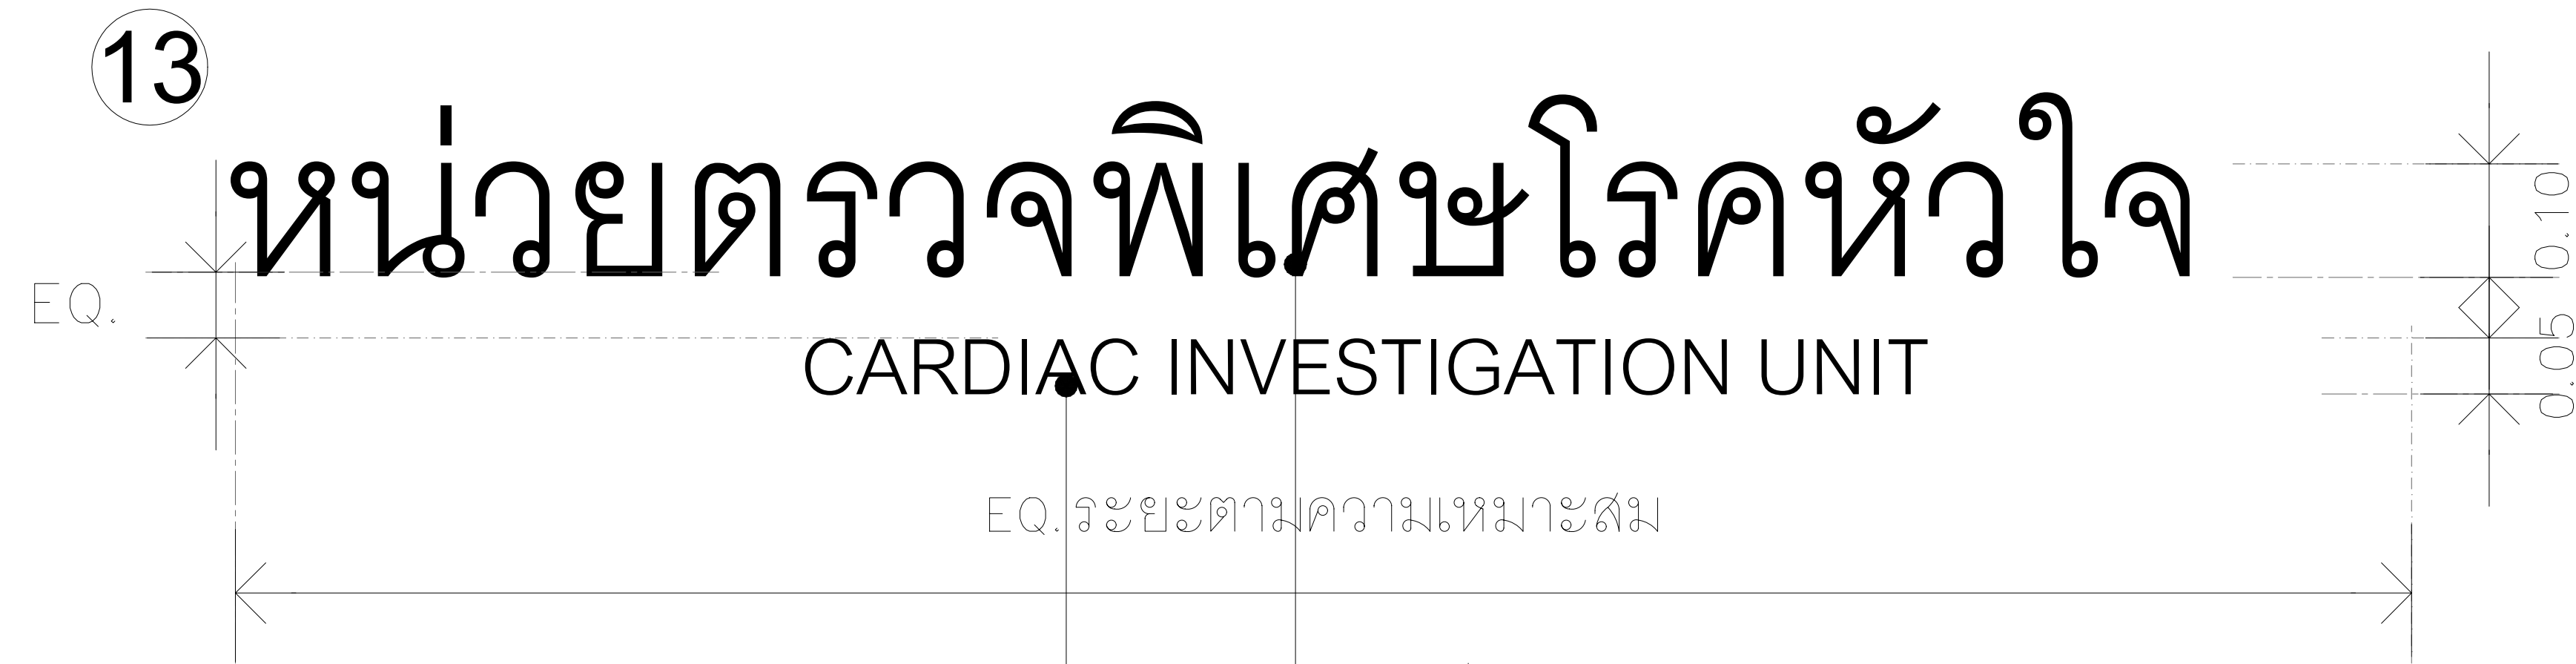 13
หน่วยตรวจพิเศษโรคหัวใจ
EQ.
0.10
0.05
CARDIAC INVESTIGATION UNIT
EQ.ระยะตามความเหมาะสม